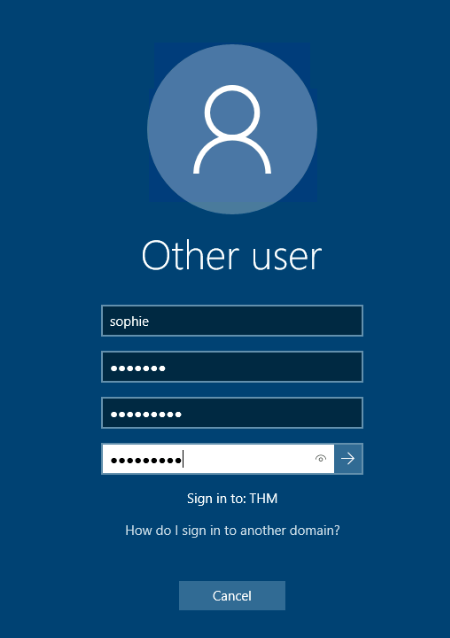 Other user
sophie
●●●●●●●
●●●●●●●●●
●●●●●●●●●
Sign in to: THM
How do I sign in to another domain?
Cancel